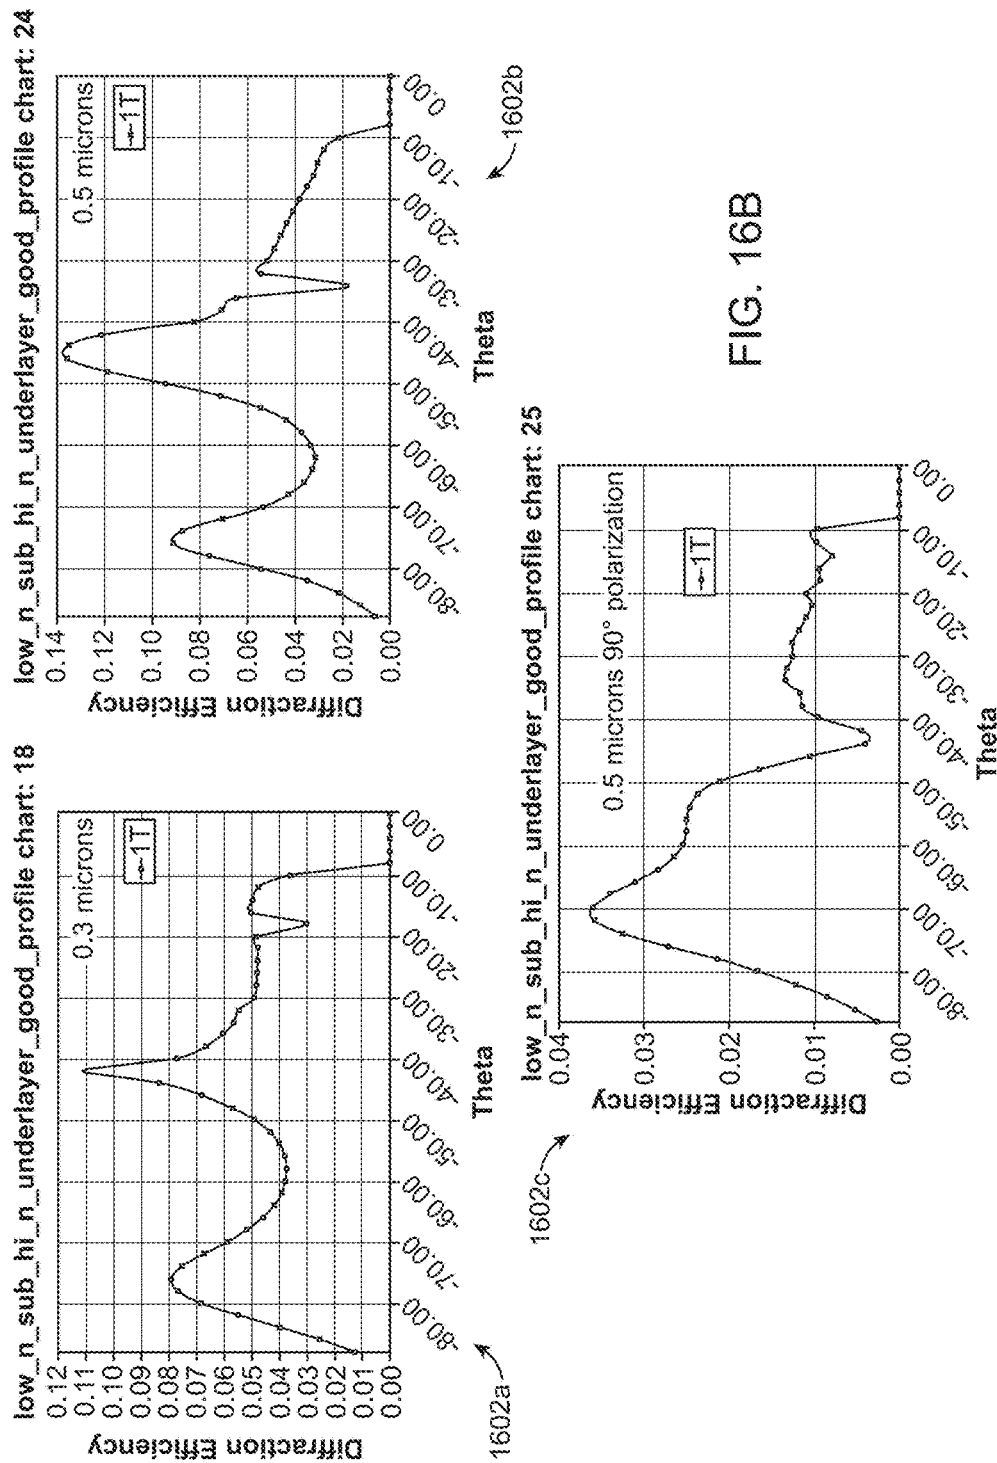 low_n_sub_hi_n_underlayer_good_profile chart: 18
0.3 microns
1T
0.12
0.11
0.10
0.09
0.08
0.07
0.06
0.05
0.04
0.03
0.02
0.01
0.00
Diffraction Efficiency
-80.00
-70.00
-60.00
-50.00
-40.00
-30.00
-20.00
-10.00
0.00
Theta
1602a
low_n_sub_hi_n_underlayer_good_profile chart: 24
0.5 microns
1T
0.14
0.12
0.10
0.08
0.06
0.04
0.02
0.00
Diffraction Efficiency
-80.00
-70.00
-60.00
-50.00
-40.00
-30.00
-20.00
-10.00
0.00
Theta
1602b
low_n_sub_hi_n_underlayer_good_profile chart: 25
0.5 microns 90° polarization
1T
0.04
0.03
0.02
0.01
0.00
Diffraction Efficiency
-80.00
-70.00
-60.00
-50.00
-40.00
-30.00
-20.00
-10.00
0.00
Theta
1602c
FIG. 16B